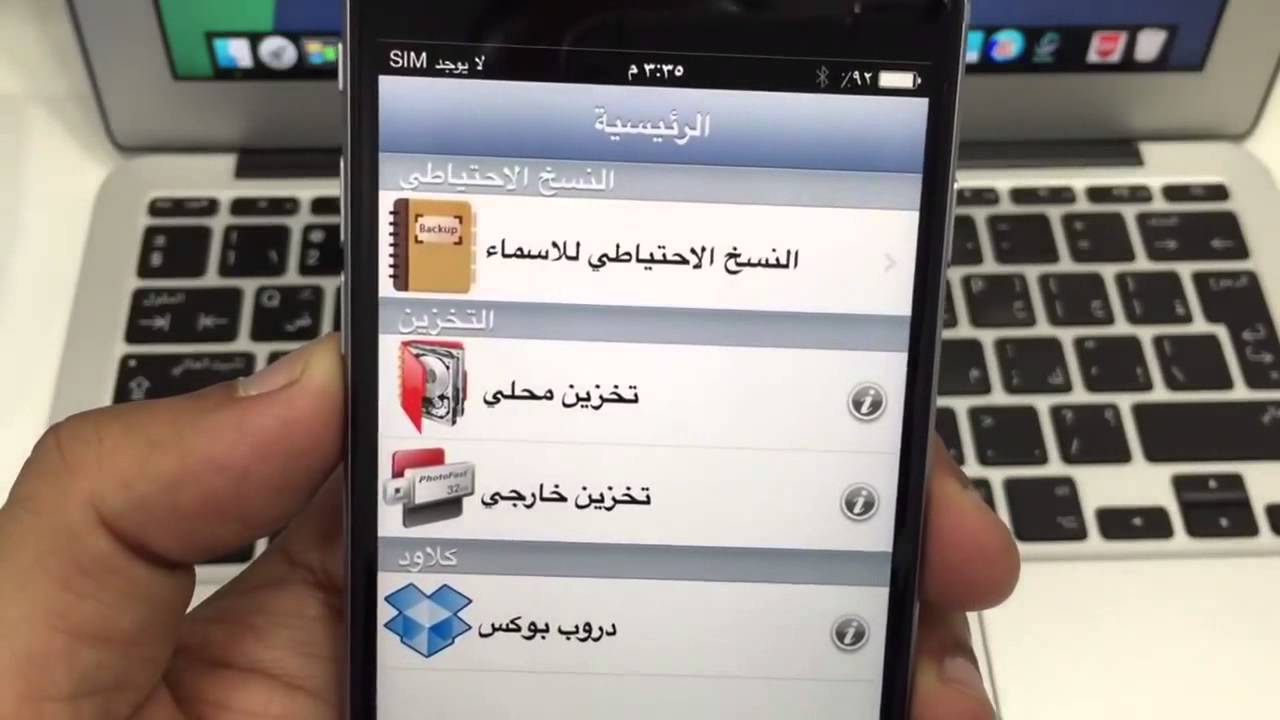 لا يوجد SIM
٣:٣٥ م
٪٩٢
الرئيسية
النسخ الاحتياطي
Backup
النسخ الاحتياطي للاسماء
التخزين
تخزين محلي
PhotoFast
تخزين خارجي
كلاود
دروب بوكس